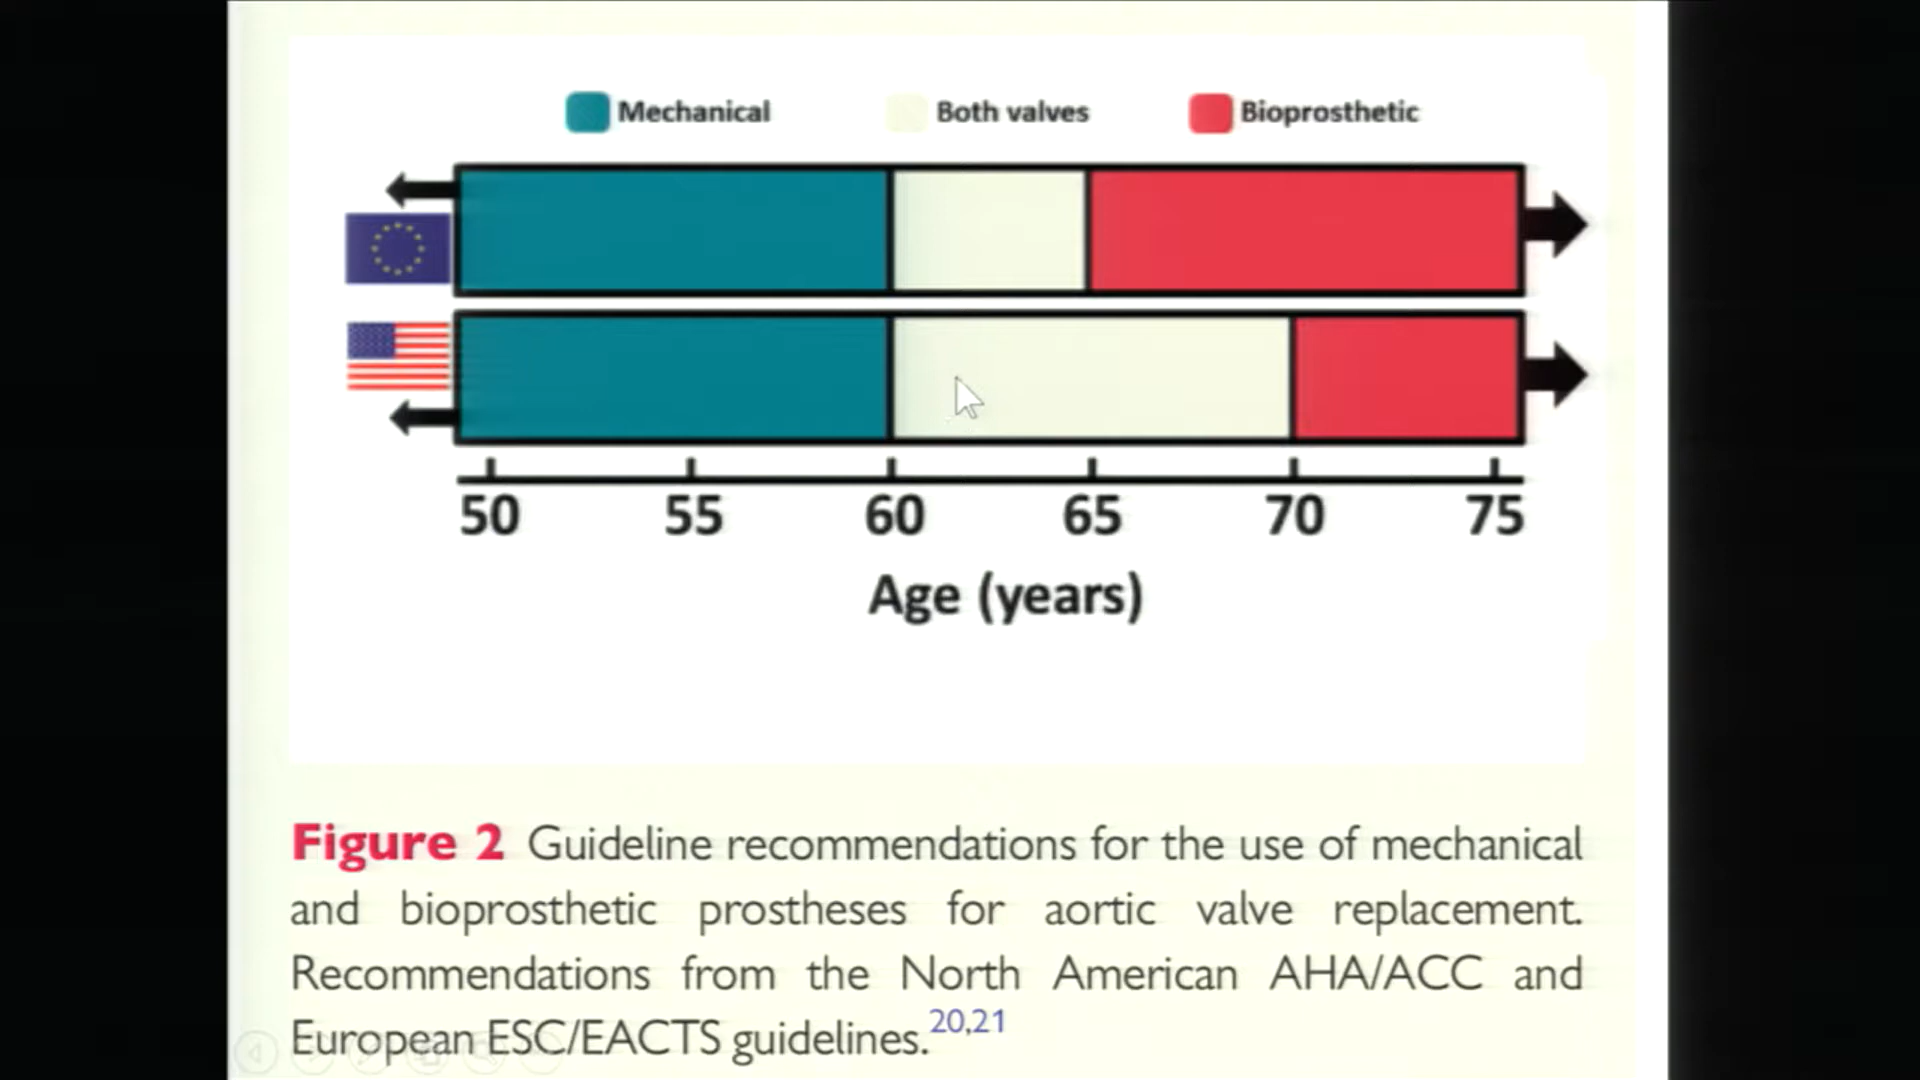 Mechanical Both valves Bioprosthetic
50 55 60 65 70 75
Age (years)
Figure 2 Guideline recommendations for the use of mechanical
and bioprosthetic prostheses for aortic valve replacement.
Recommendations from the North American AHA/ACC and
European ESC/EACTS guidelines.20,21